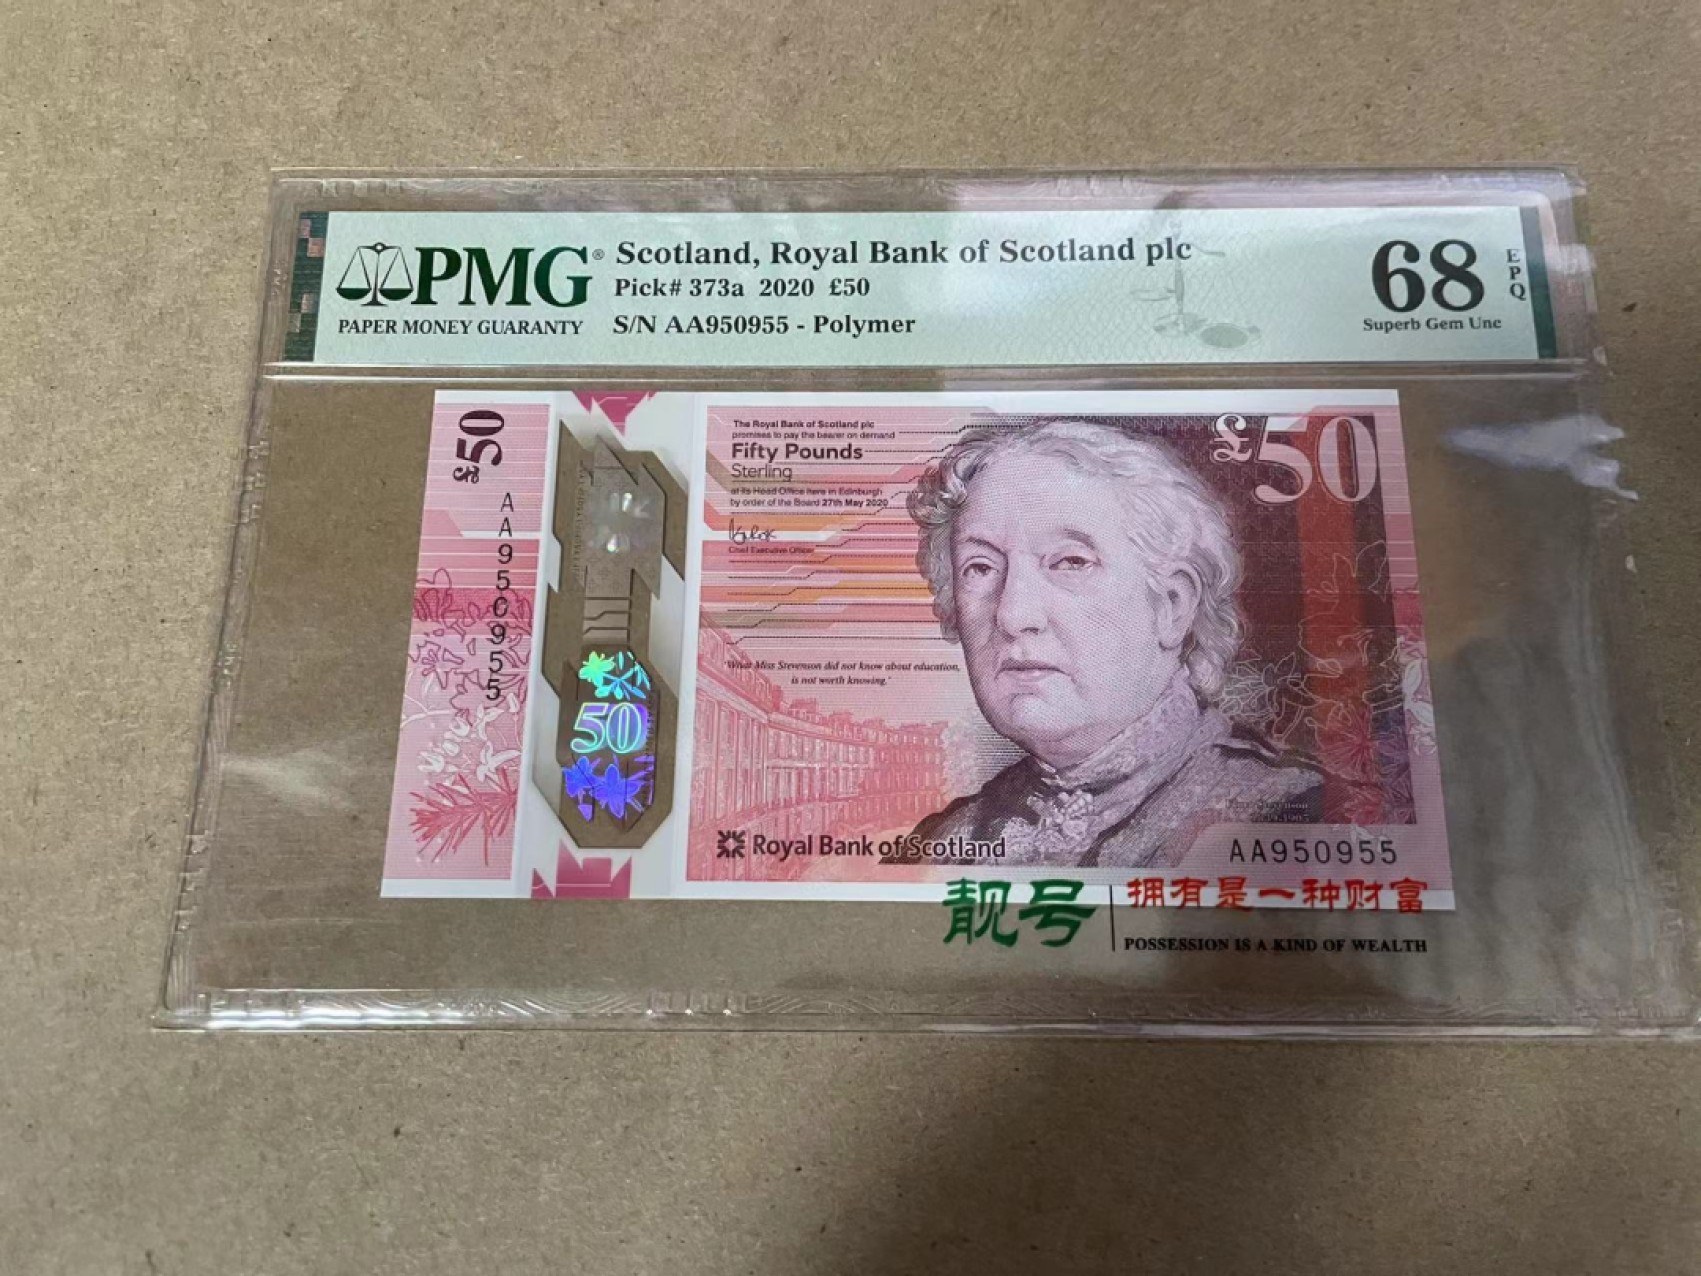 PMG®
PAPER MONEY GUARANTY
Scotland, Royal Bank of Scotland plc
Pick# 373a 2020 £50
S/N AA950955 - Polymer
68
EPQ
Superb Gem Unc
£50
AA950955
The Royal Bank of Scotland plc
promises to pay the bearer on demand
Fifty Pounds
Sterling
at its Head Office here in Edinburgh
by order of the Board 27th May 2020
Chief Executive Officer
£50
'What Miss Stevenson did not know about education,
is not worth knowing.'
50
Royal Bank of Scotland
AA950955
靓号
拥有是一种财富
POSSESSION IS A KIND OF WEALTH